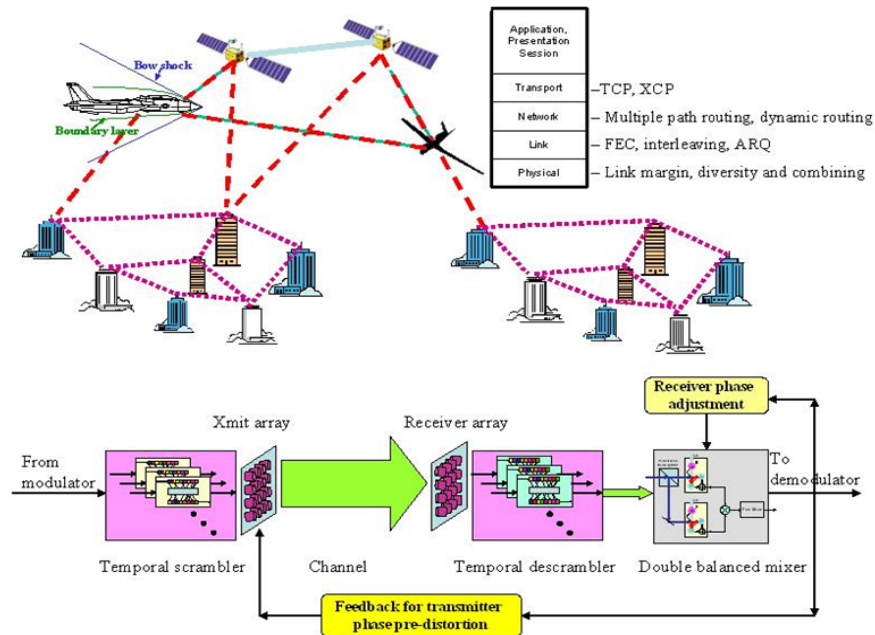 Bow shock
Boundary layer
Application,
Presentation
Session
Transport
–TCP, XCP
Network
– Multiple path routing, dynamic routing
Link
– FEC, interleaving, ARQ
Physical
– Link margin, diversity and combining
Receiver phase
adjustment
Xmit array
Receiver array
From
modulator
To
demodulator
Temporal scrambler
Channel
Temporal descrambler
Double balanced mixer
Feedback for transmitter
phase pre-distortion